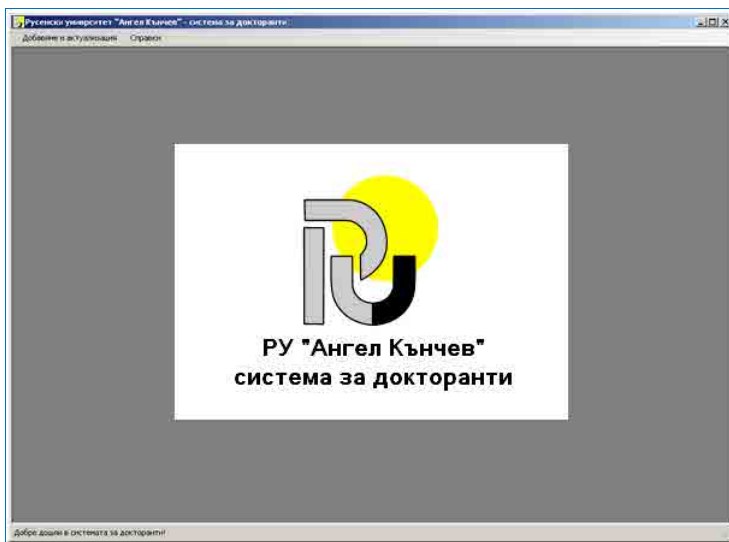 Русенски университет "Ангел Кънчев" - система за докторанти
Добавяне и актуализация Справки
РУ "Ангел Кънчев"
система за докторанти
Добре дошли в системата за докторанти!